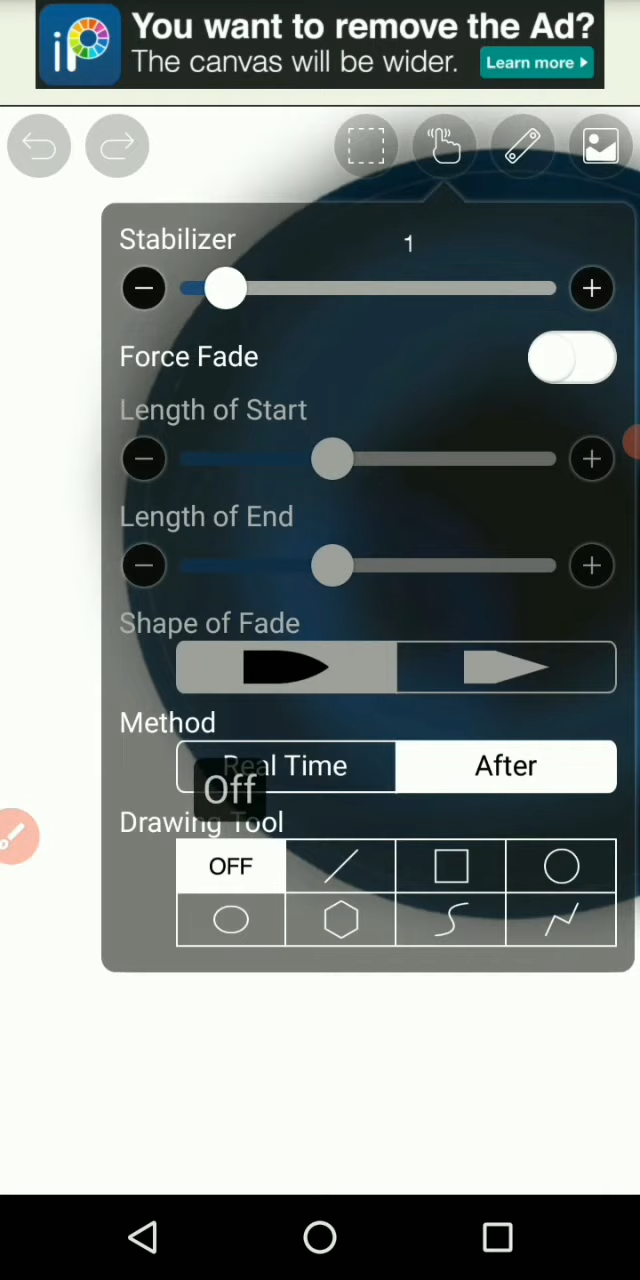 iP You want to remove the Ad?
The canvas will be wider. Learn more
Stabilizer 1
Force Fade
Length of Start
Length of End
Shape of Fade
Method
Real Time After
Off
Drawing Tool
OFF